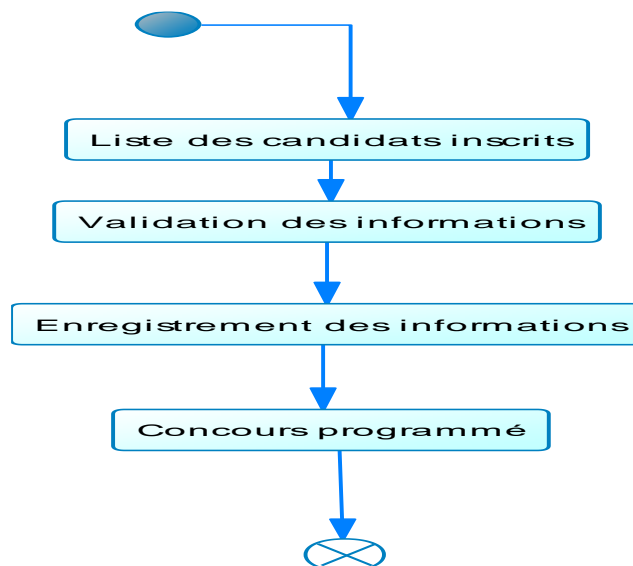 Liste des candidats inscrits
Validation des informations
Enregistrement des informations
Concours programmé